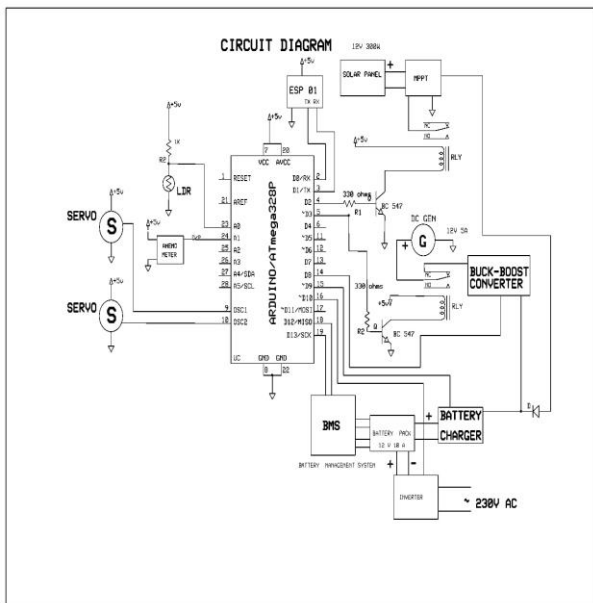 CIRCUIT DIAGRAM
12V 300W
+5v
SOLAR PANEL
+
MPPT
ESP 01
TX RX
+5v
+5v
1K
R2
LDR
+5v
7 20
VCC AVCC
NC
NO
RLY
1 RESET
21 AREF
D0/RX 2
D1/TX 3
330 ohms
R1
BC 547
D2 4
~D3 5
D4 6
~D5 11
~D6 12
D7 13
D8 14
~D9 15
~D10 16
~D11/MOSI 17
D12/MISO 18
D13/SCK 19
23 A0
24 A1
25 A2
26 A3
27 A4/SDA
28 A5/SCL
9 OSC1
10 OSC2
UC
GND GND
8 22
ARDUINO/ATmega328P
SERVO
+5v
S
+5v
ANEMO
METER
SERVO
+5v
S
DC GEN
12V 5A
+
G
BUCK-BOOST
CONVERTER
NC
NO
RLY
330 ohms
+5v
R2
Q
BC 547
D
BMS
BATTERY PACK
12 V 10 A
+
BATTERY
CHARGER
BATTERY MANAGEMENT SYSTEM
+ -
INVERTER
~ 230V AC